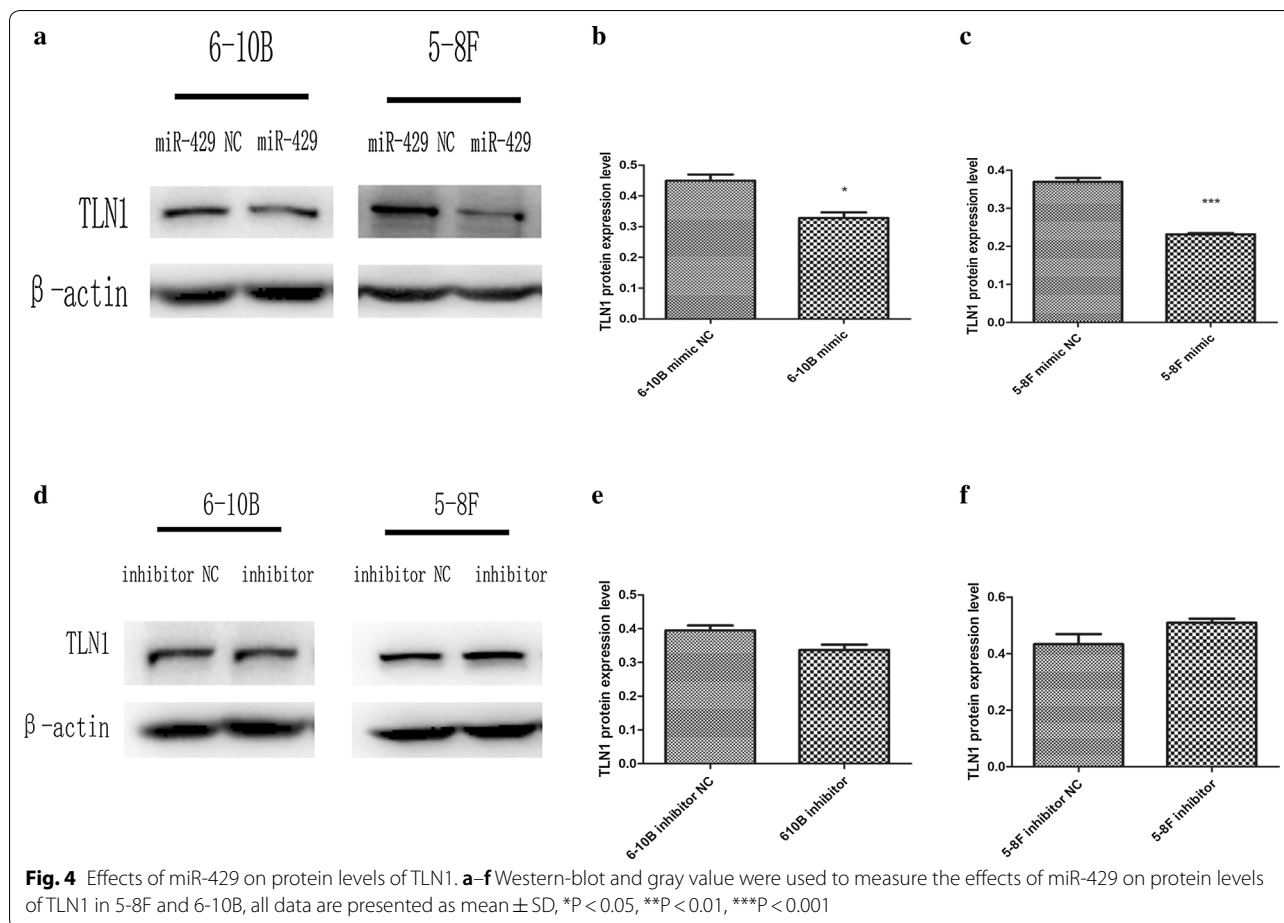 a
6-10B
5-8F
miR-429 NC miR-429
miR-429 NC miR-429
TLN1
β-actin
b
TLN1 protein expression level
0.5
0.4
0.3
0.2
0.1
0.0
*
6-10B mimic NC
6-10B mimic
c
TLN1 protein expression level
0.4
0.3
0.2
0.1
0.0
***
5-8F mimic NC
5-8F mimic
d
6-10B
5-8F
inhibitor NC inhibitor
inhibitor NC inhibitor
TLN1
β-actin
e
TLN1 protein expression level
0.5
0.4
0.3
0.2
0.1
0.0
6-10B inhibitor NC
610B inhibitor
f
TLN1 protein expression level
0.6
0.4
0.2
0.0
5-8F inhibitor NC
5-8F inhibitor
Fig. 4 Effects of miR-429 on protein levels of TLN1. a–f Western-blot and gray value were used to measure the effects of miR-429 on protein levels
of TLN1 in 5-8F and 6-10B, all data are presented as mean ± SD, *P < 0.05, **P < 0.01, ***P < 0.001